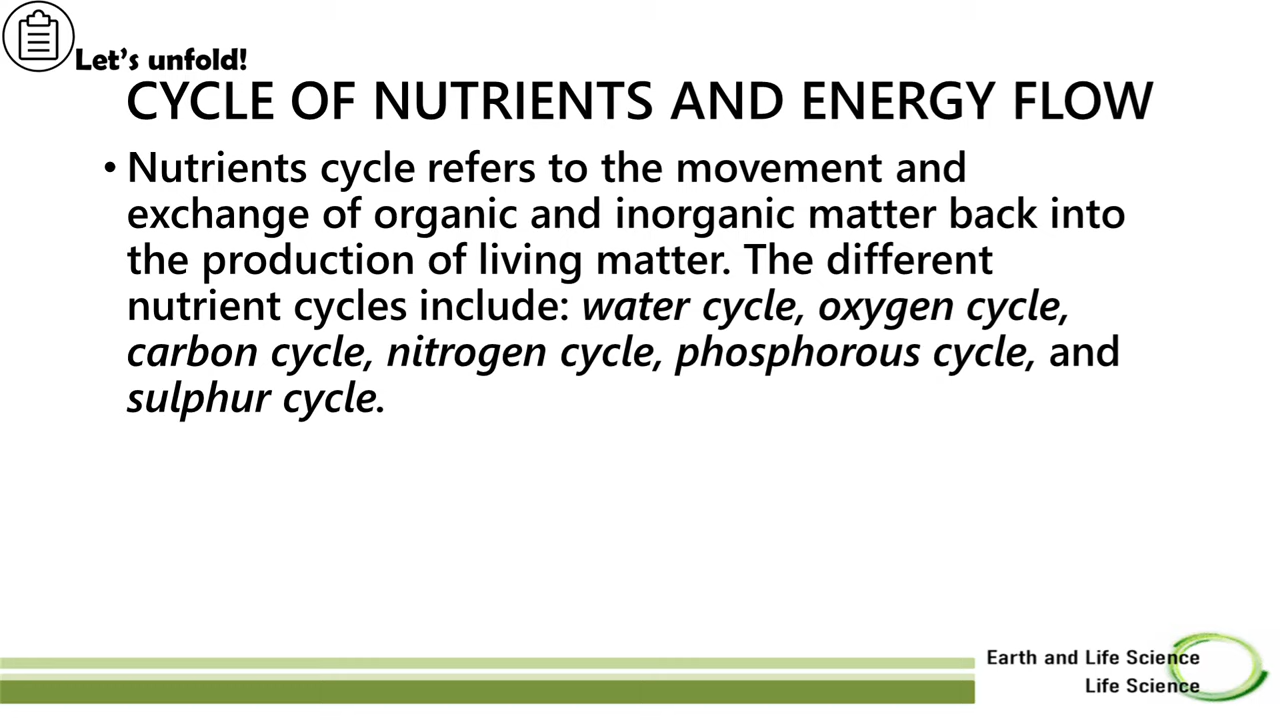 Let's unfold!
CYCLE OF NUTRIENTS AND ENERGY FLOW
• Nutrients cycle refers to the movement and
exchange of organic and inorganic matter back into
the production of living matter. The different
nutrient cycles include: water cycle, oxygen cycle,
carbon cycle, nitrogen cycle, phosphorous cycle, and
sulphur cycle.
Earth and Life Science
Life Science